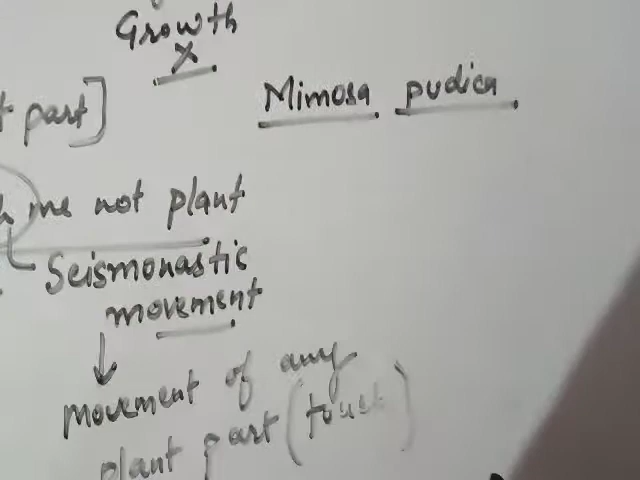 Growth
X
part]
Mimosa pudica
me not plant
Seismonastic
movement
movement of any
plant part (touch)